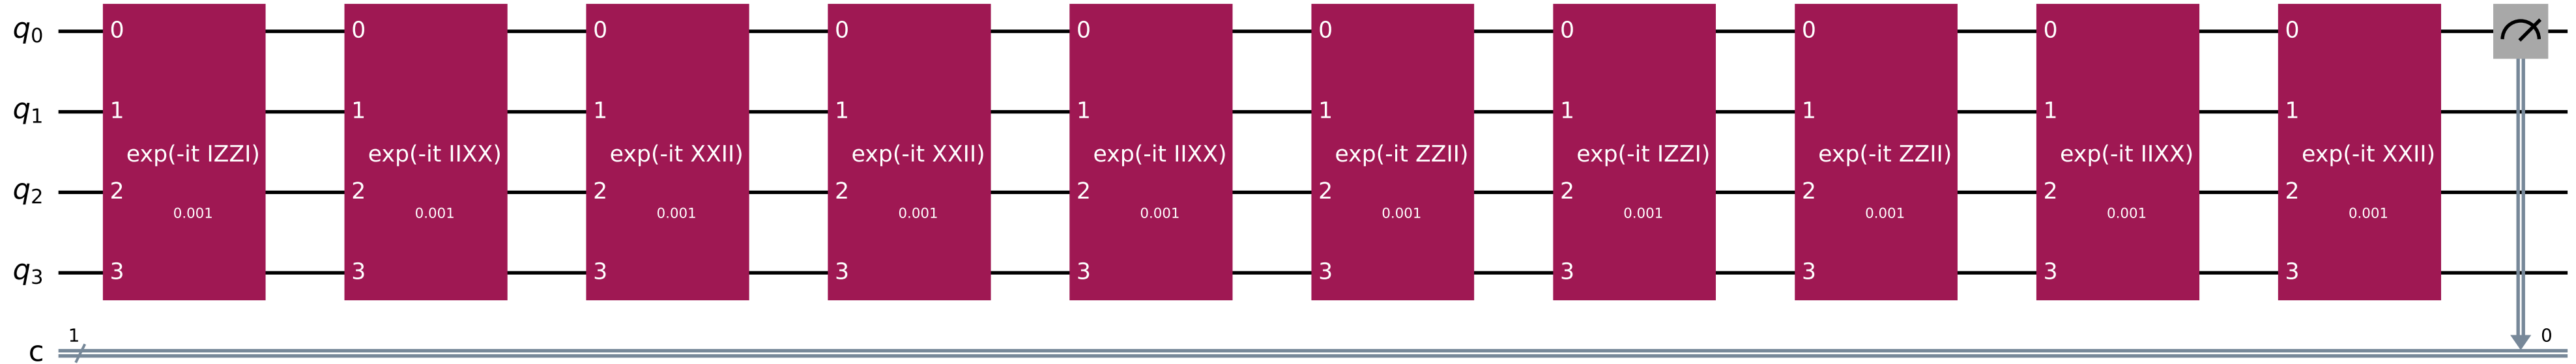 q0 0 0 0 0 0 0 0 0 0 0
q1 1 1 1 1 1 1 1 1 1 1
exp(-it IZZI) exp(-it IIXX) exp(-it XXII) exp(-it XXII) exp(-it IIXX) exp(-it ZZII) exp(-it IZZI) exp(-it ZZII) exp(-it IIXX) exp(-it XXII)
q2 2 2 2 2 2 2 2 2 2 2
0.001 0.001 0.001 0.001 0.001 0.001 0.001 0.001 0.001 0.001
q3 3 3 3 3 3 3 3 3 3 3
1 0
c